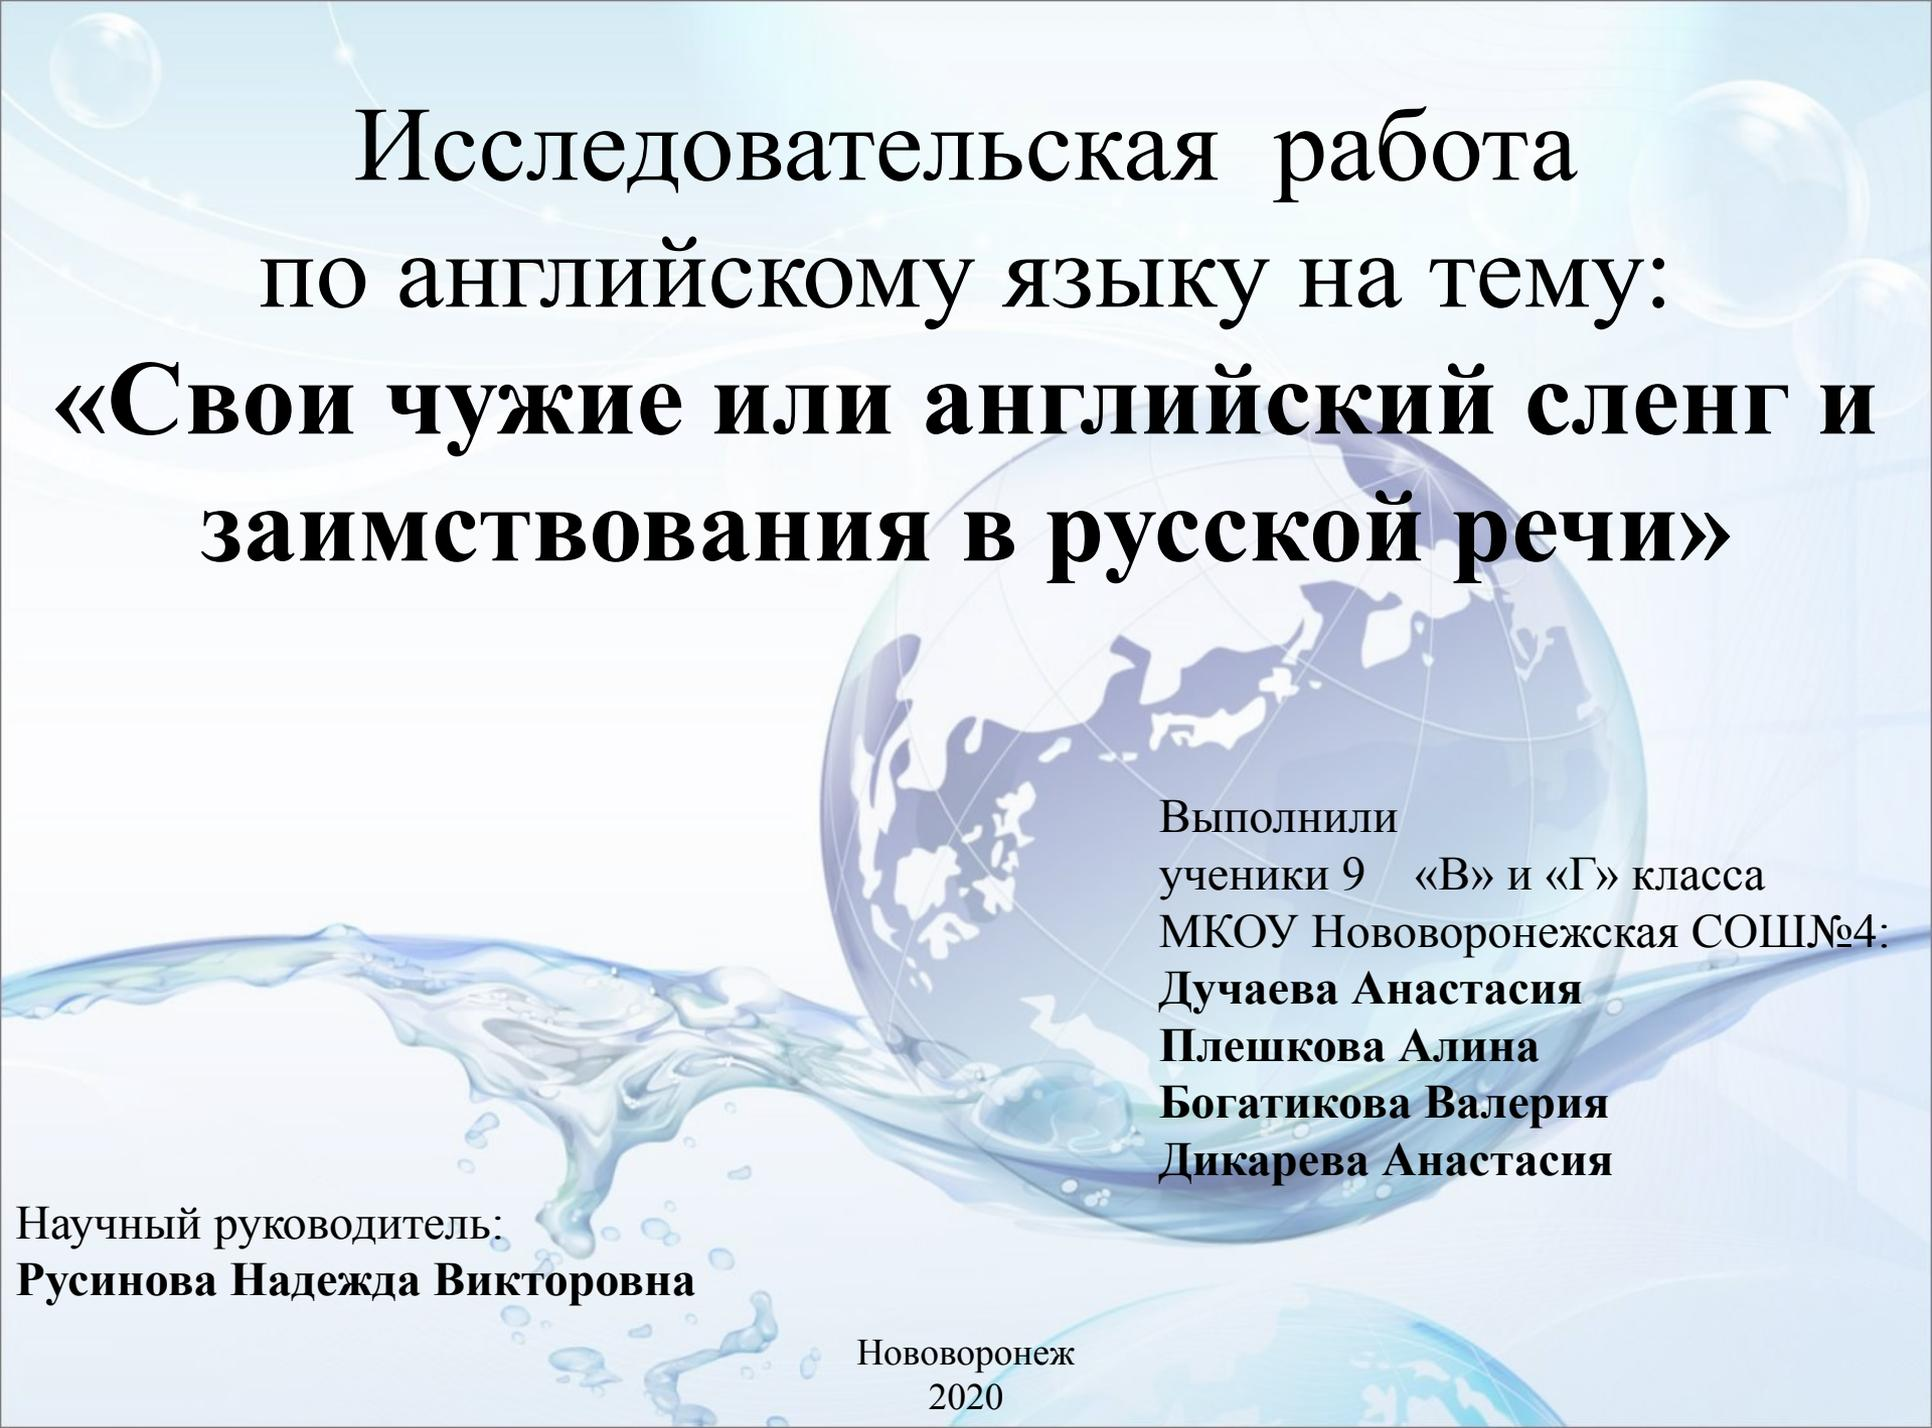 Исследовательская работа
по английскому языку на тему:
«Свои чужие или английский сленг и
заимствования в русской речи»
Выполнили
ученики 9 «В» и «Г» класса
МКОУ Нововоронежская СОШ№4:
Дучаева Анастасия
Плешкова Алина
Богатикова Валерия
Дикарева Анастасия
Научный руководитель:
Русинова Надежда Викторовна
Нововоронеж
2020